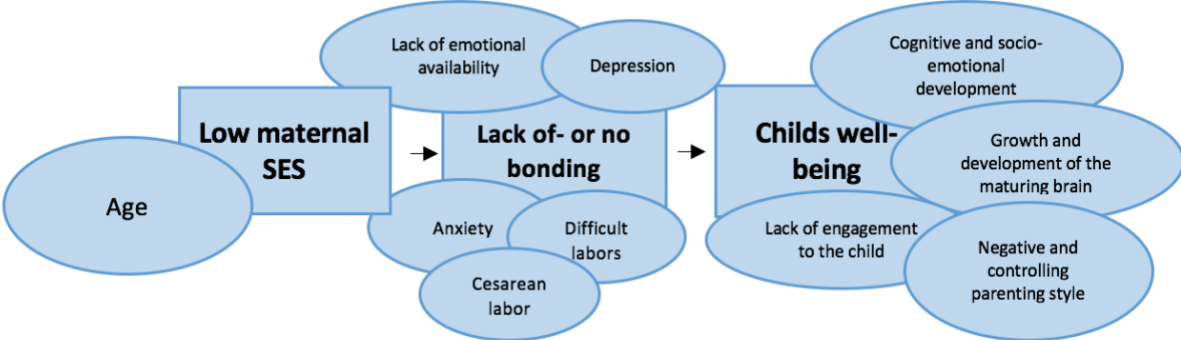 Lack of emotional
availability
Depression
Cognitive and socio-
emotional
development
Low maternal
SES
Lack of- or no
bonding
Childs well-
being
Growth and
development of the
maturing brain
Age
Anxiety
Difficult
labors
Cesarean
labor
Lack of engagement
to the child
Negative and
controlling
parenting style